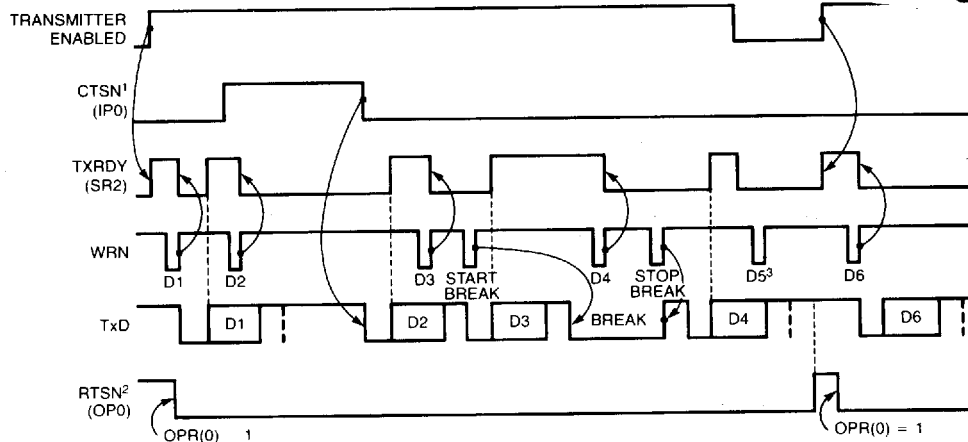 TRANSMITTER
ENABLED
CTSN¹
(IP0)
TXRDY
(SR2)
WRN
D1
D2
D3
START
BREAK
D4
STOP
BREAK
D5³
D6
TxD
D1
D2
D3
BREAK
D4
D6
RTSN²
(OP0)
OPR(0) 1
OPR(0) = 1